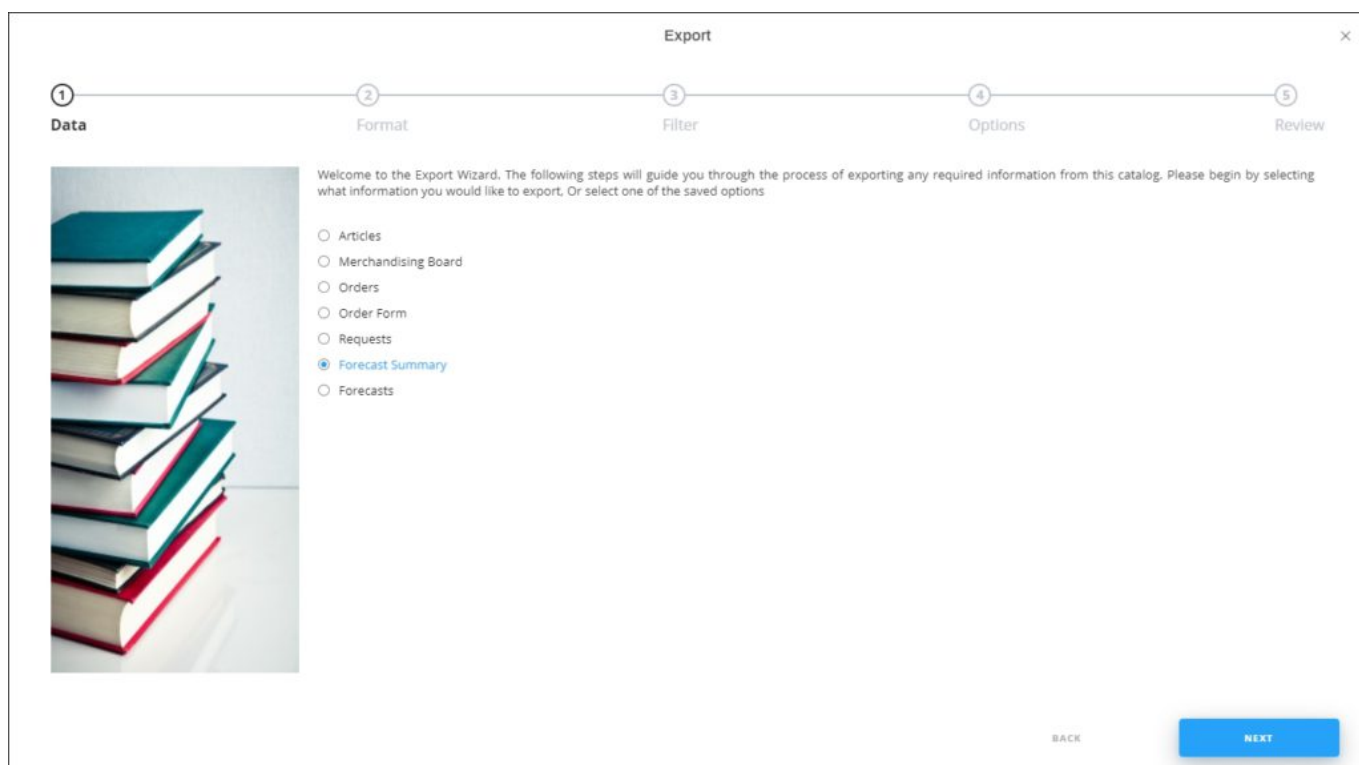 Export
1
2
3
4
5
Data
Format
Filter
Options
Review
Welcome to the Export Wizard. The following steps will guide you through the process of exporting any required information from this catalog. Please begin by selecting
what information you would like to export, Or select one of the saved options
Articles
Merchandising Board
Orders
Order Form
Requests
Forecast Summary
Forecasts
BACK
NEXT